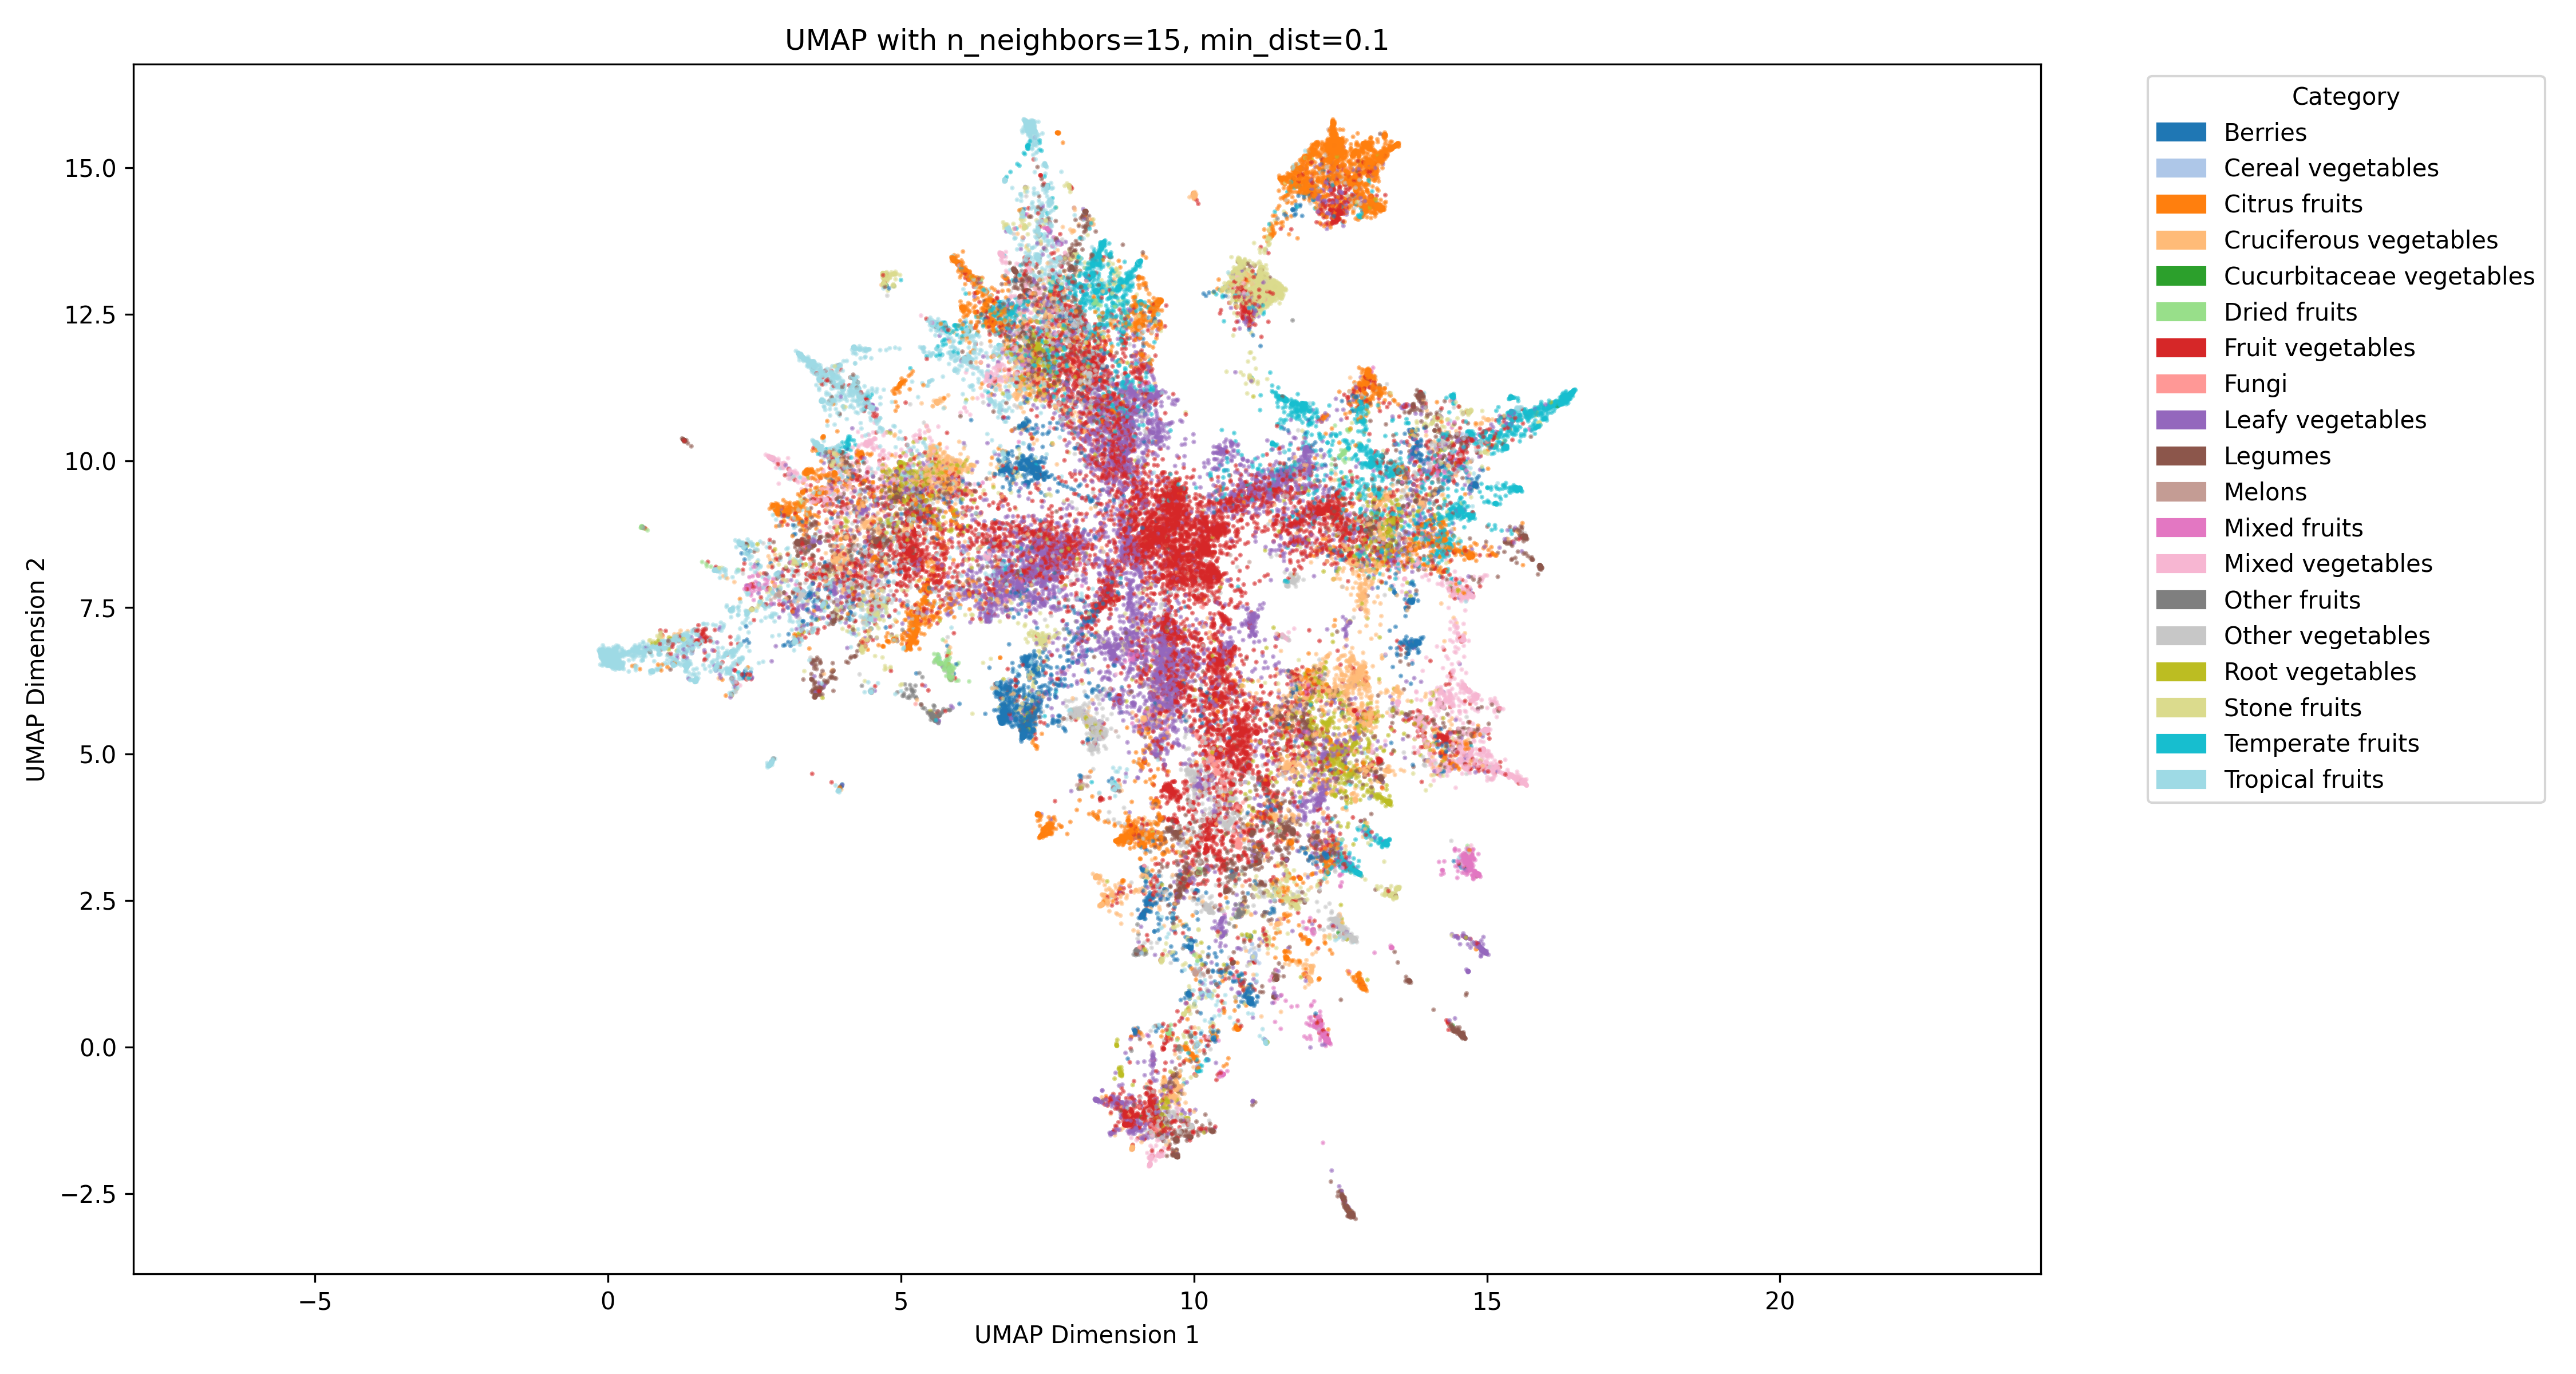 UMAP with n_neighbors=15, min_dist=0.1
UMAP Dimension 2
15.0
12.5
10.0
7.5
5.0
2.5
0.0
−2.5
−5
0
5
10
15
20
UMAP Dimension 1
Category
Berries
Cereal vegetables
Citrus fruits
Cruciferous vegetables
Cucurbitaceae vegetables
Dried fruits
Fruit vegetables
Fungi
Leafy vegetables
Legumes
Melons
Mixed fruits
Mixed vegetables
Other fruits
Other vegetables
Root vegetables
Stone fruits
Temperate fruits
Tropical fruits